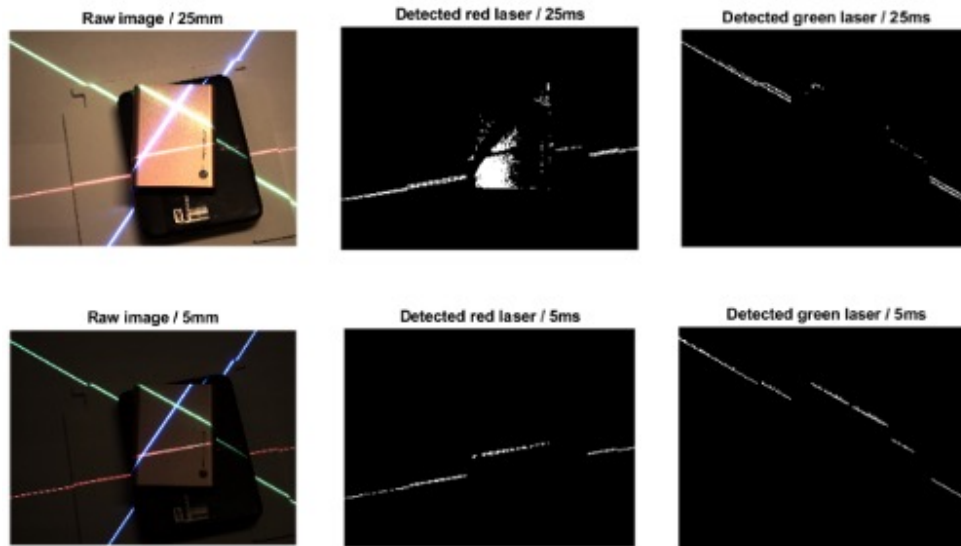 Raw image / 25mm
Detected red laser / 25ms
Detected green laser / 25ms
Raw image / 5mm
Detected red laser / 5ms
Detected green laser / 5ms